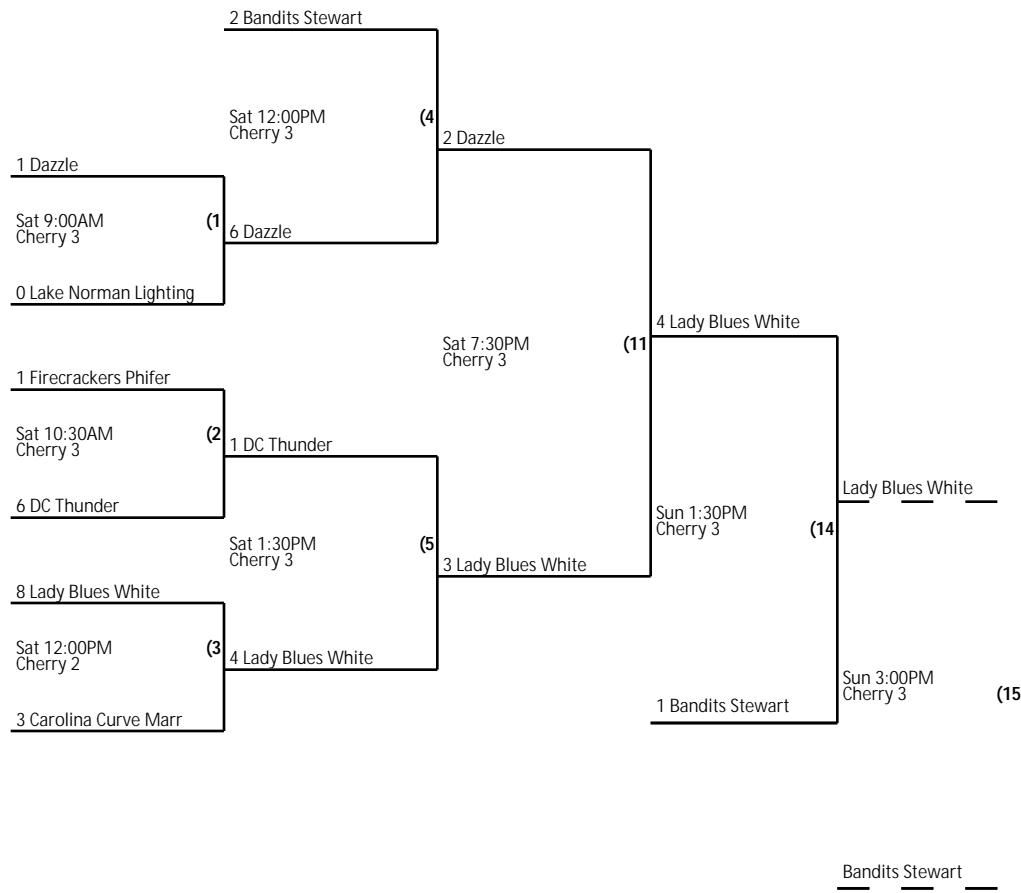 2 Bandits Stewart
Sat 12:00PM
Cherry 3
(4
2 Dazzle
1 Dazzle
Sat 9:00AM
Cherry 3
(1
6 Dazzle
0 Lake Norman Lighting
4 Lady Blues White
Sat 7:30PM
Cherry 3
(11
1 Firecrackers Phifer
Sat 10:30AM
Cherry 3
(2
1 DC Thunder
6 DC Thunder
Lady Blues White
Sun 1:30PM
Cherry 3
(14
Sat 1:30PM
Cherry 3
(5
3 Lady Blues White
8 Lady Blues White
Sat 12:00PM
Cherry 2
(3
4 Lady Blues White
3 Carolina Curve Marr
Sun 3:00PM
Cherry 3
(15
1 Bandits Stewart
Bandits Stewart